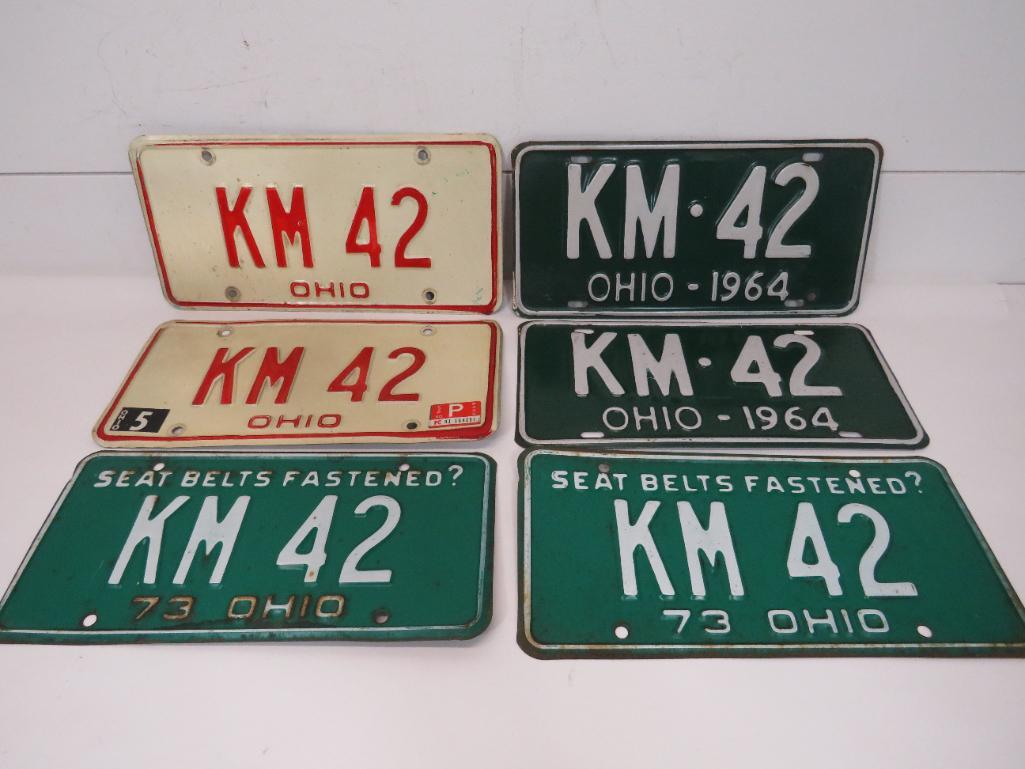 KM 42
OHIO
KM·42
OHIO - 1964
KM 42
OHIO
OHIO 5
P
KM·42
OHIO - 1964
SEAT BELTS FASTENED?
KM 42
73 OHIO
SEAT BELTS FASTENED?
KM 42
73 OHIO